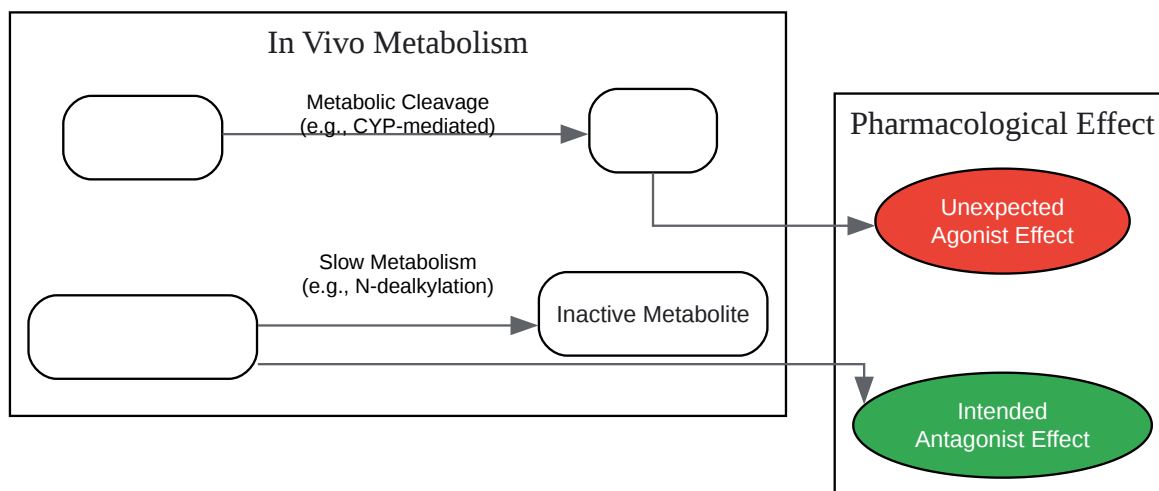 In Vivo Metabolism
Metabolic Cleavage
(e.g., CYP-mediated)
Slow Metabolism
(e.g., N-dealkylation)
Inactive Metabolite
Pharmacological Effect
Unexpected
Agonist Effect
Intended
Antagonist Effect